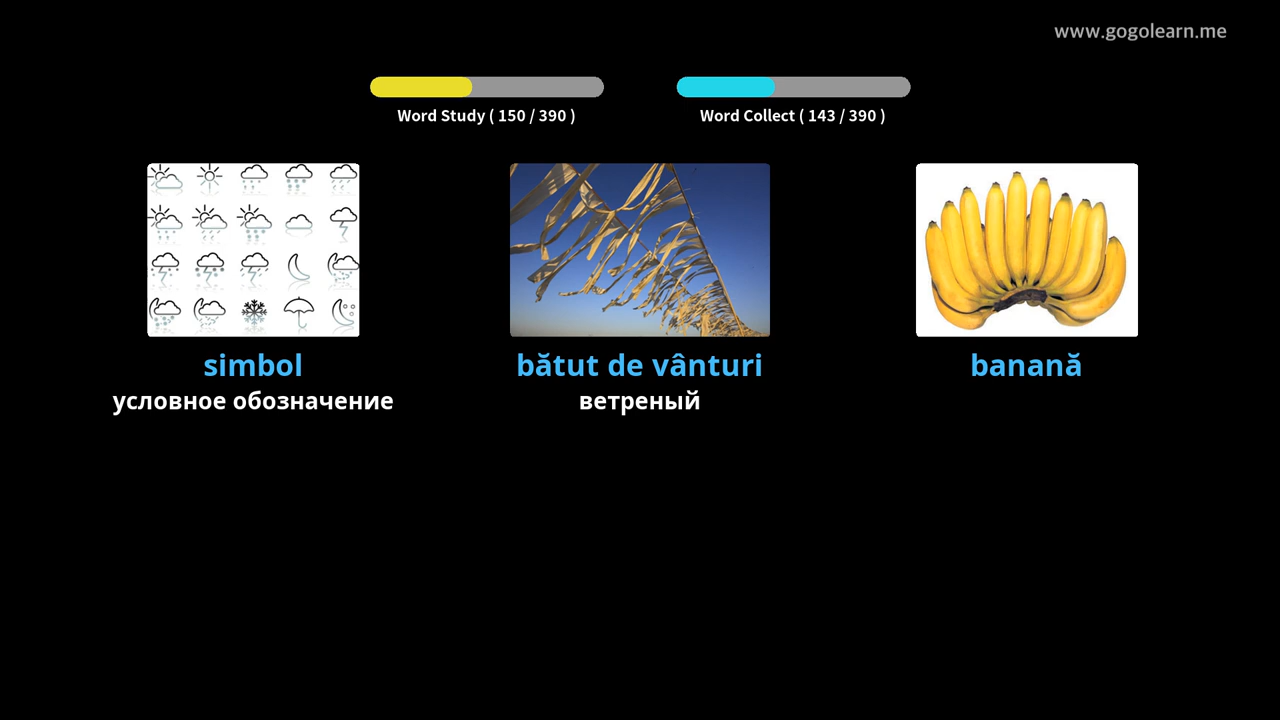 www.gogolearn.me
Word Study ( 150 / 390 )
Word Collect ( 143 / 390 )
simbol
условное обозначение
bătut de vânturi
ветреный
banană